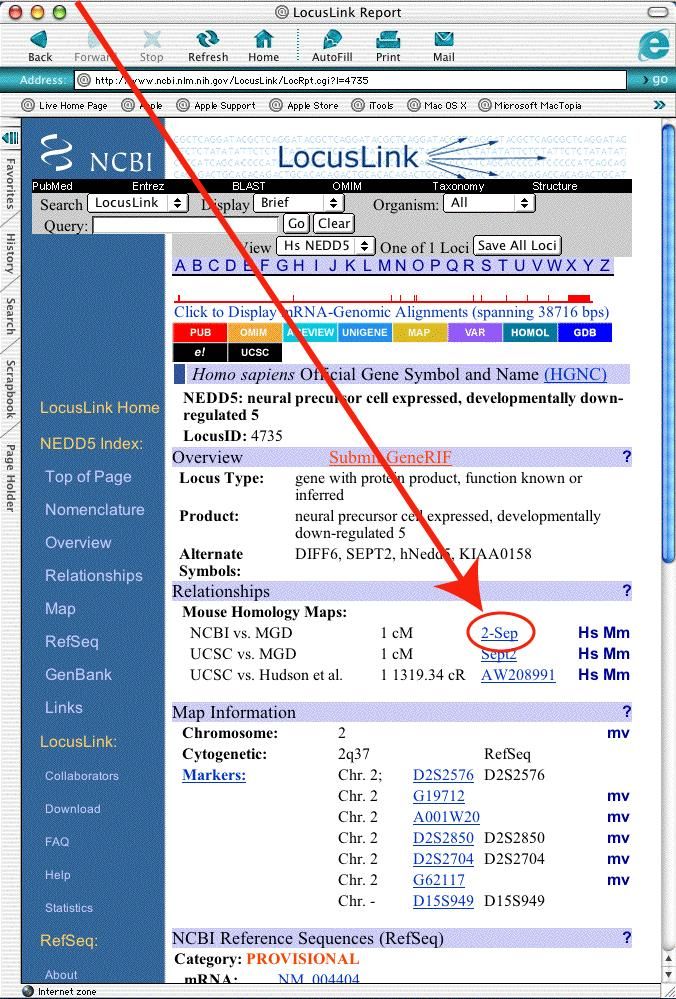 LocusLink Report
Back Forward Stop Refresh Home AutoFill Print Mail
Address: http://www.ncbi.nlm.nih.gov/LocusLink/LocRpt.cgi?l=4735 go
Live Home Page Apple Apple Support Apple Store iTools Mac OS X Microsoft MacTopia
Favorites
History
Search
Scrapbook
Page Holder
NCBI
LocusLink
PubMed Entrez BLAST OMIM Taxonomy Structure
Search LocusLink Display Brief Organism: All
Query: Go Clear
View Hs NEDD5 One of 1 Loci Save All Loci
A B C D E F G H I J K L M N O P Q R S T U V W X Y Z
Click to Display mRNA-Genomic Alignments (spanning 38716 bps)
PUB OMIM ACEVIEW UNIGENE MAP VAR HOMOL GDB
e! UCSC
Homo sapiens Official Gene Symbol and Name (HGNC)
NEDD5: neural precursor cell expressed, developmentally down-
regulated 5
LocusID: 4735
Overview Submit GeneRIF ?
Locus Type: gene with protein product, function known or
inferred
Product: neural precursor cell expressed, developmentally
down-regulated 5
Alternate DIFF6, SEPT2, hNedd5, KIAA0158
Symbols:
Relationships ?
Mouse Homology Maps:
NCBI vs. MGD 1 cM 2-Sep Hs Mm
UCSC vs. MGD 1 cM Sept2 Hs Mm
UCSC vs. Hudson et al. 1 1319.34 cR AW208991 Hs Mm
Map Information ?
Chromosome: 2 mv
Cytogenetic: 2q37 RefSeq
Markers: Chr. 2; D2S2576 D2S2576
Chr. 2 G19712 mv
Chr. 2 A001W20 mv
Chr. 2 D2S2850 D2S2850 mv
Chr. 2 D2S2704 D2S2704 mv
Chr. 2 G62117 mv
Chr. - D15S949 D15S949
NCBI Reference Sequences (RefSeq) ?
Category: PROVISIONAL
mRNA: NM_004404
LocusLink Home
NEDD5 Index:
Top of Page
Nomenclature
Overview
Relationships
Map
RefSeq
GenBank
Links
LocusLink:
Collaborators
Download
FAQ
Help
Statistics
RefSeq:
About
Internet zone